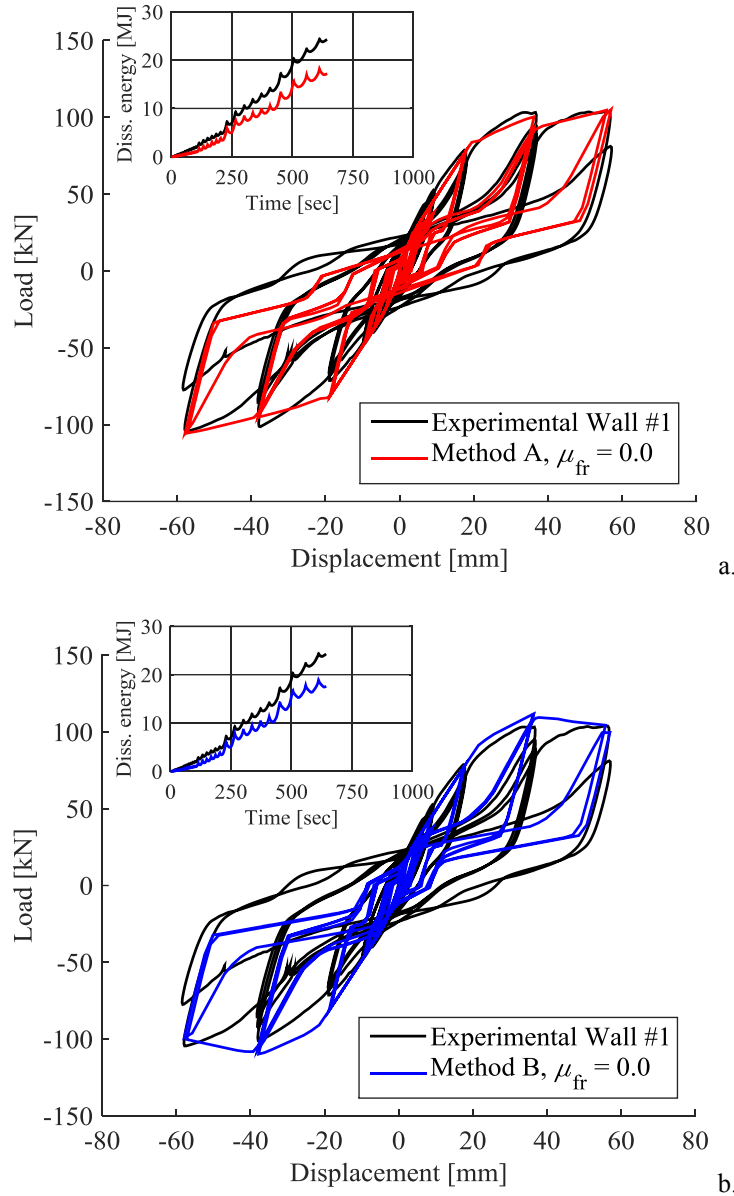 150
100
50
0
-50
-100
-150
Load [kN]
-80 -60 -40 -20 0 20 40 60 80
Displacement [mm]
30
20
10
0
Diss. energy [MJ]
0 250 500 750 1000
Time [sec]
Experimental Wall #1
Method A, μfr = 0.0
a.
150
100
50
0
-50
-100
-150
Load [kN]
-80 -60 -40 -20 0 20 40 60 80
Displacement [mm]
30
20
10
0
Diss. energy [MJ]
0 250 500 750 1000
Time [sec]
Experimental Wall #1
Method B, μfr = 0.0
b.